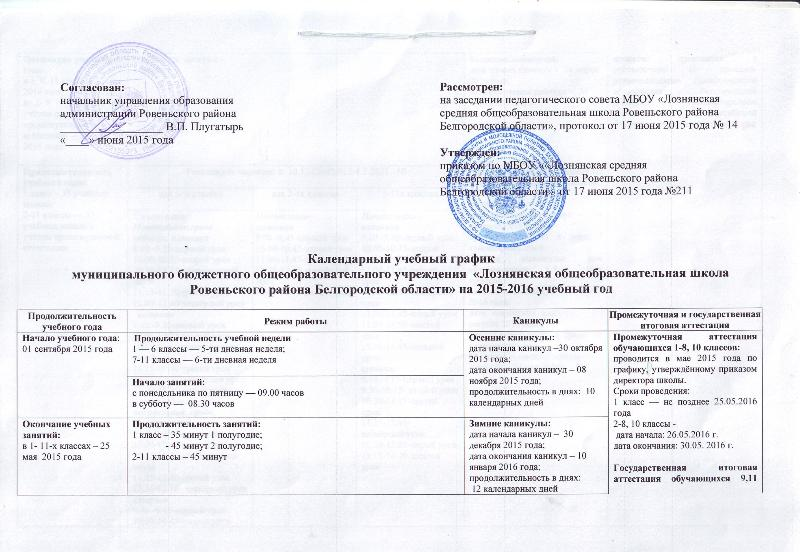 Согласован:
начальник управления образования
администрации Ровеньского района
В.П. Плугатырь
« » июня 2015 года
Рассмотрен:
на заседании педагогического совета МБОУ «Лознянская
средняя общеобразовательная школа Ровеньского района
Белгородской области», протокол от 17 июня 2015 года № 14
Утвержден:
приказом по МБОУ ««Лознянская средняя
общеобразовательная школа Ровеньского района
Белгородской области» от 17 июня 2015 года №211
Календарный учебный график
муниципального бюджетного общеобразовательного учреждения «Лознянская общеобразовательная школа
Ровеньского района Белгородской области» на 2015-2016 учебный год
Продолжительность
учебного года
Режим работы
Каникулы
Промежуточная и государственная
итоговая аттестация
Начало учебного года:
01 сентября 2015 года
Продолжительность учебной недели
1 — 6 классы — 5-ти дневная неделя;
7-11 классы — 6-ти дневная неделя
Начало занятий:
с понедельника по пятницу — 09.00 часов
в субботу — 08.30 часов
Осенние каникулы:
дата начала каникул –30 октября
2015 года;
дата окончания каникул – 08
ноября 2015 года;
продолжительность в днях: 10
календарных дней
Промежуточная аттестация
обучающихся 1-8, 10 классов:
проводится в мае 2015 года по
графику, утверждённому приказом
директора школы.
Сроки проведения:
1 класс — не позднее 25.05.2016
года
2-8, 10 классы -
дата начала: 26.05.2016 г.
дата окончания: 30.05. 2016 г.
Государственная итоговая
аттестация обучающихся 9,11
Окончание учебных
занятий:
в 1- 11-х классах – 25
мая 2015 года
Продолжительность занятий:
1 класс – 35 минут 1 полугодие;
- 45 минут 2 полугодие;
2-11 классы – 45 минут
Зимние каникулы:
дата начала каникул – 30
декабря 2015 года;
дата окончания каникул – 10
января 2016 года;
продолжительность в днях:
12 календарных дней